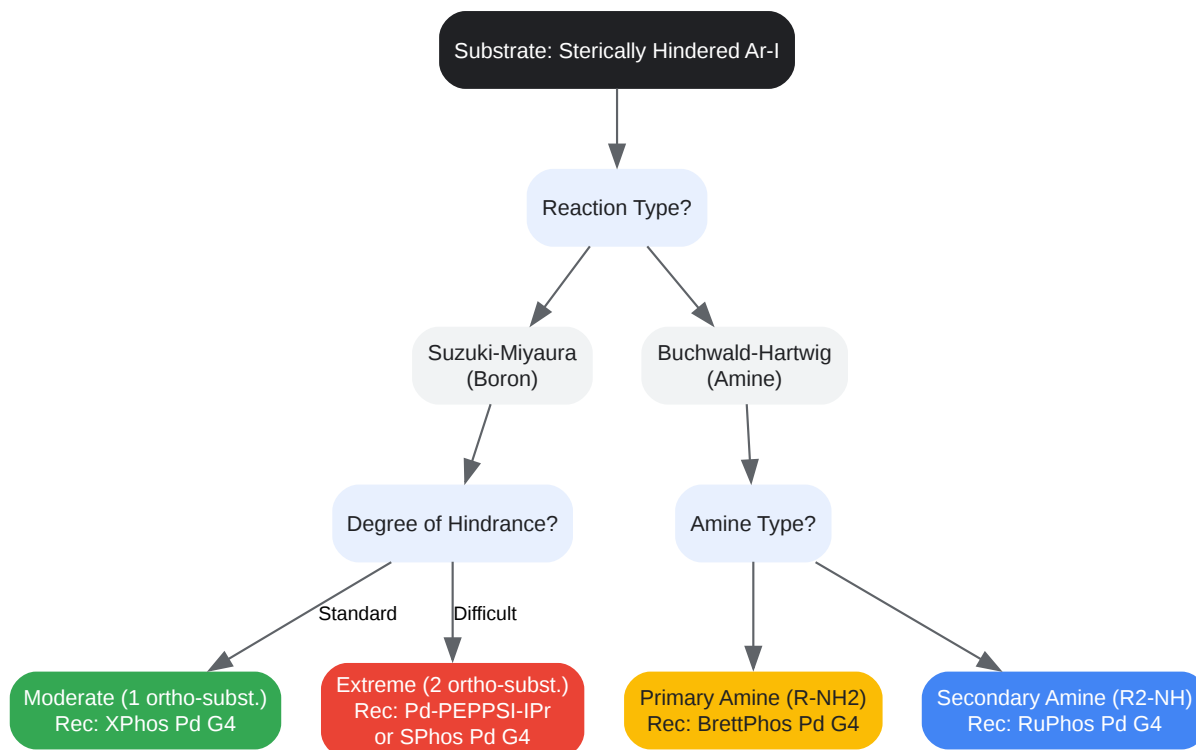 Substrate: Sterically Hindered Ar-I
Reaction Type?
Suzuki-Miyaura
(Boron)
Buchwald-Hartwig
(Amine)
Degree of Hindrance?
Amine Type?
Standard
Difficult
Moderate (1 ortho-subst.)
Rec: XPhos Pd G4
Extreme (2 ortho-subst.)
Rec: Pd-PEPPSI-IPr
or SPhos Pd G4
Primary Amine (R-NH2)
Rec: BrettPhos Pd G4
Secondary Amine (R2-NH)
Rec: RuPhos Pd G4